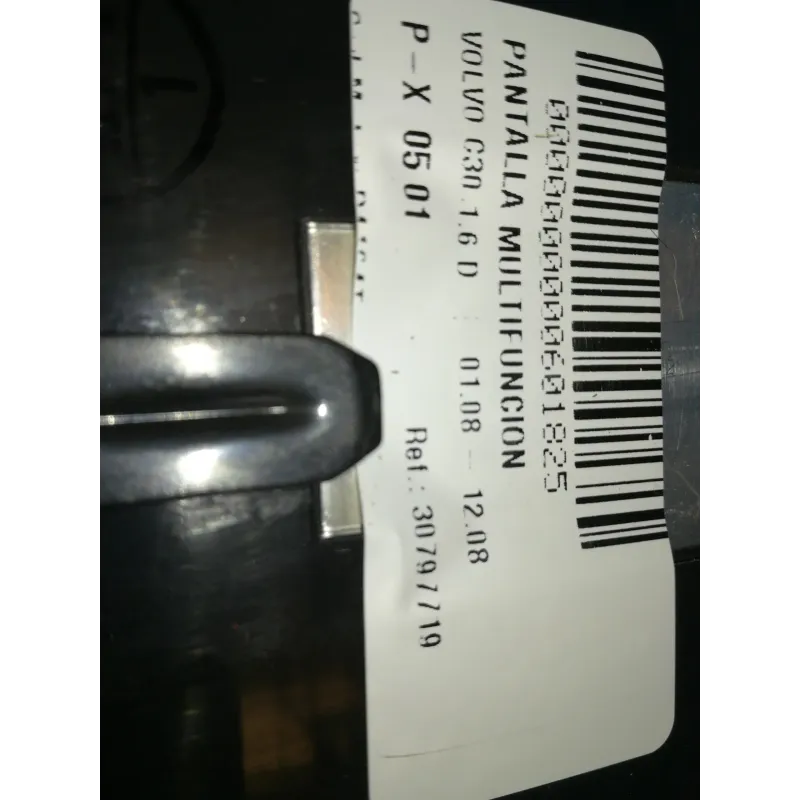 0000000000601825
PANTALLA MULTIFUNCION
VOLVO C30 .1.6 D : 01.08 - 12.08
P-X 05 01 Ref.: 30797719